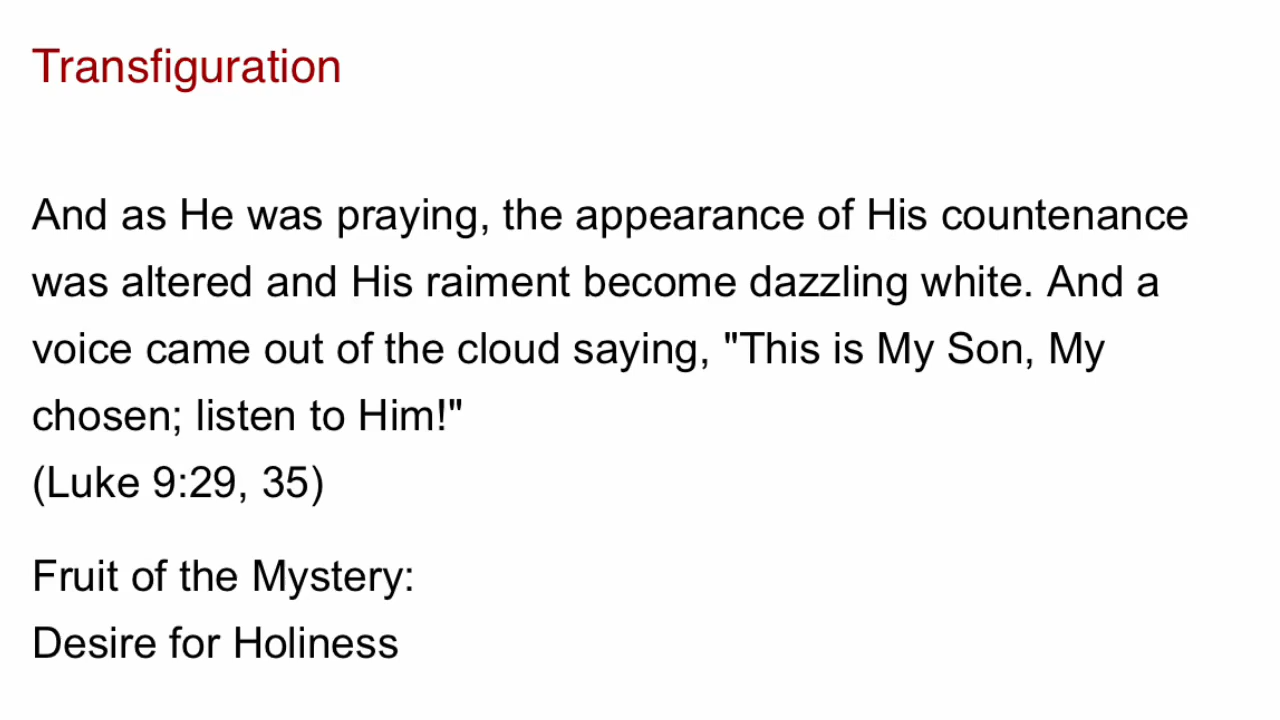 Transfiguration
And as He was praying, the appearance of His countenance
was altered and His raiment become dazzling white. And a
voice came out of the cloud saying, "This is My Son, My
chosen; listen to Him!"
(Luke 9:29, 35)
Fruit of the Mystery:
Desire for Holiness